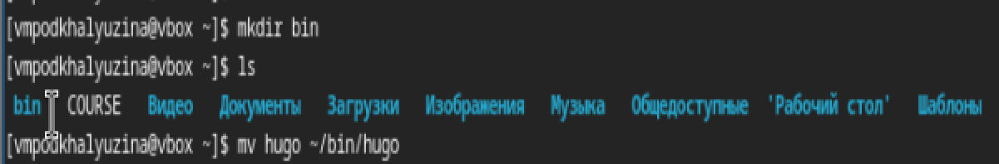 [vmpodkhalyuzina@vbox ~]$ mkdir bin
[vmpodkhalyuzina@vbox ~]$ ls
bin COURSE Видео Документы Загрузки Изображения Музыка Общедоступные 'Рабочий стол' Шаблоны
[vmpodkhalyuzina@vbox ~]$ mv hugo ~/bin/hugo